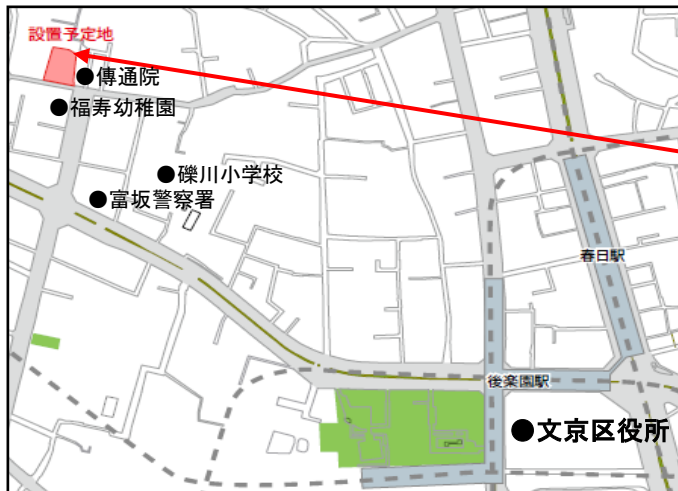 設置予定地
●傳通院
●福寿幼稚園
●礫川小学校
●富坂警察署
春日駅
後楽園駅
●文京区役所